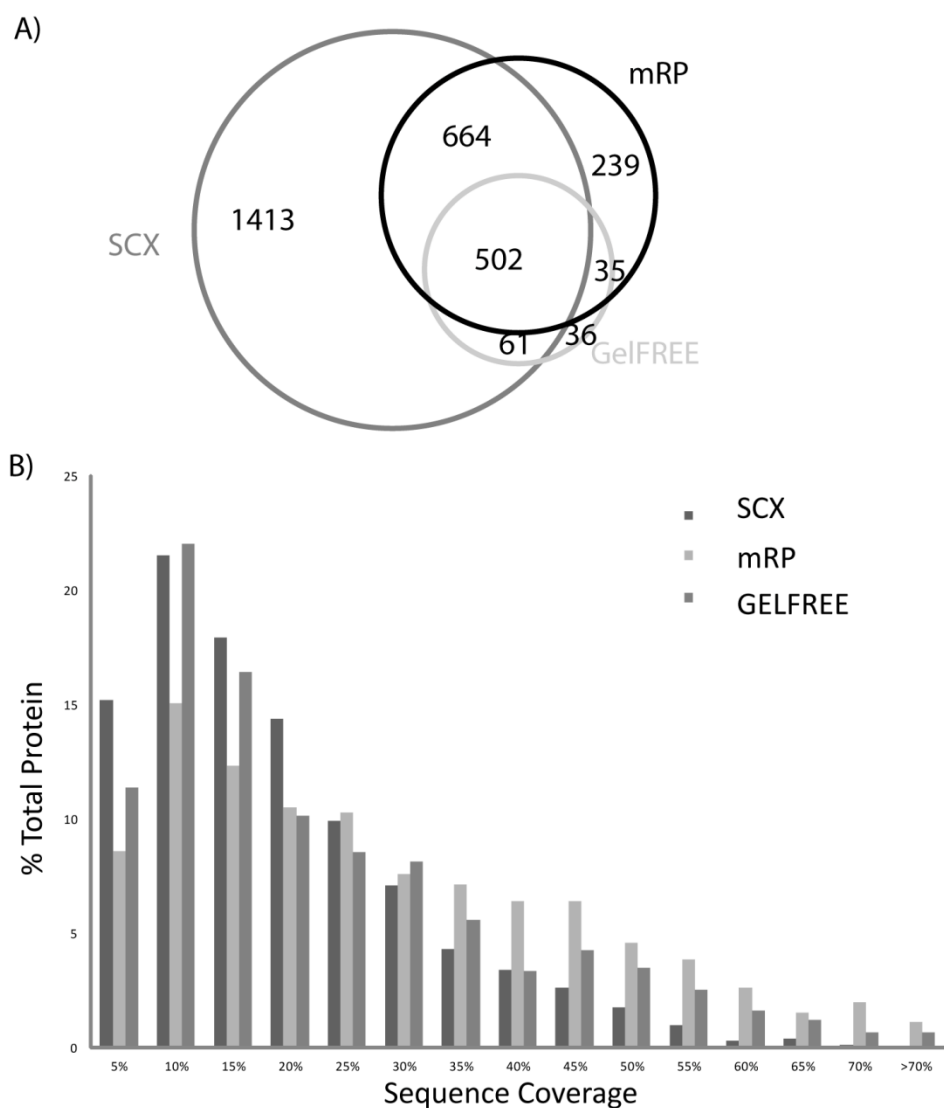 A)
mRP
664
239
1413
SCX
502
35
61
36
GelFREE
B)
25
20
15
10
5
0
% Total Protein
SCX
mRP
GELFREE
5% 10% 15% 20% 25% 30% 35% 40% 45% 50% 55% 60% 65% 70% >70%
Sequence Coverage